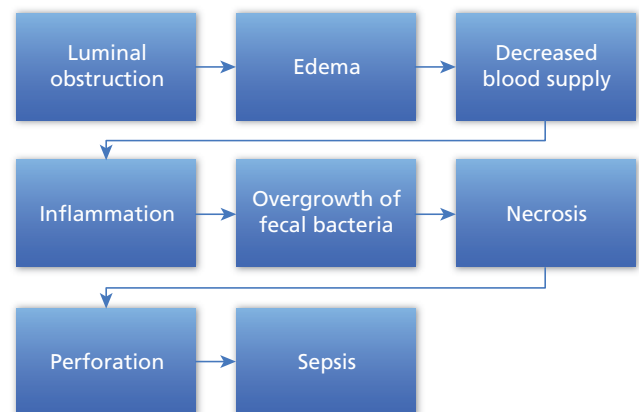 Luminal
obstruction
Edema
Decreased
blood supply
Inflammation
Overgrowth of
fecal bacteria
Necrosis
Perforation
Sepsis